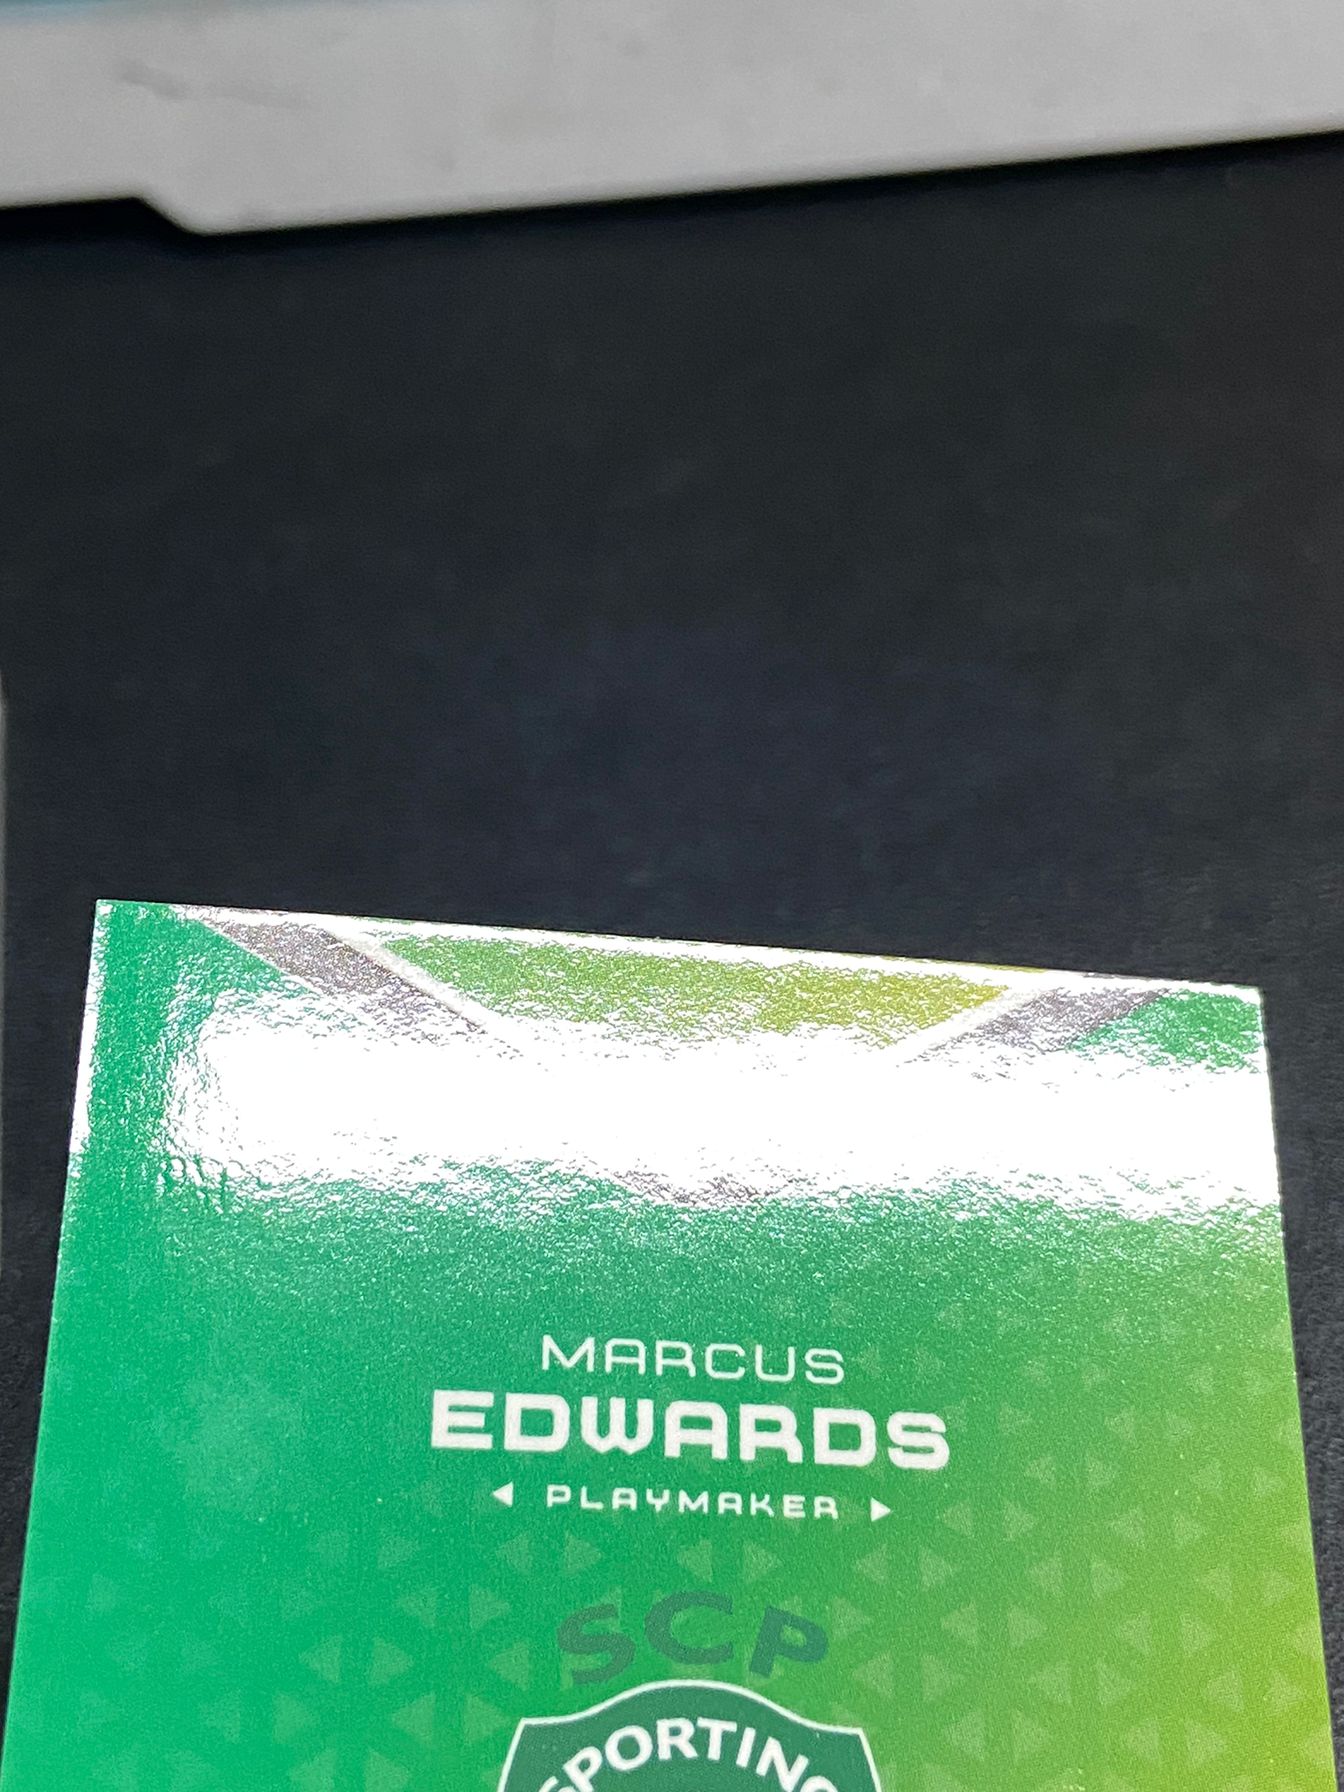 MARCUS
EDWARDS
PLAYMAKER
SCP
SPORTING